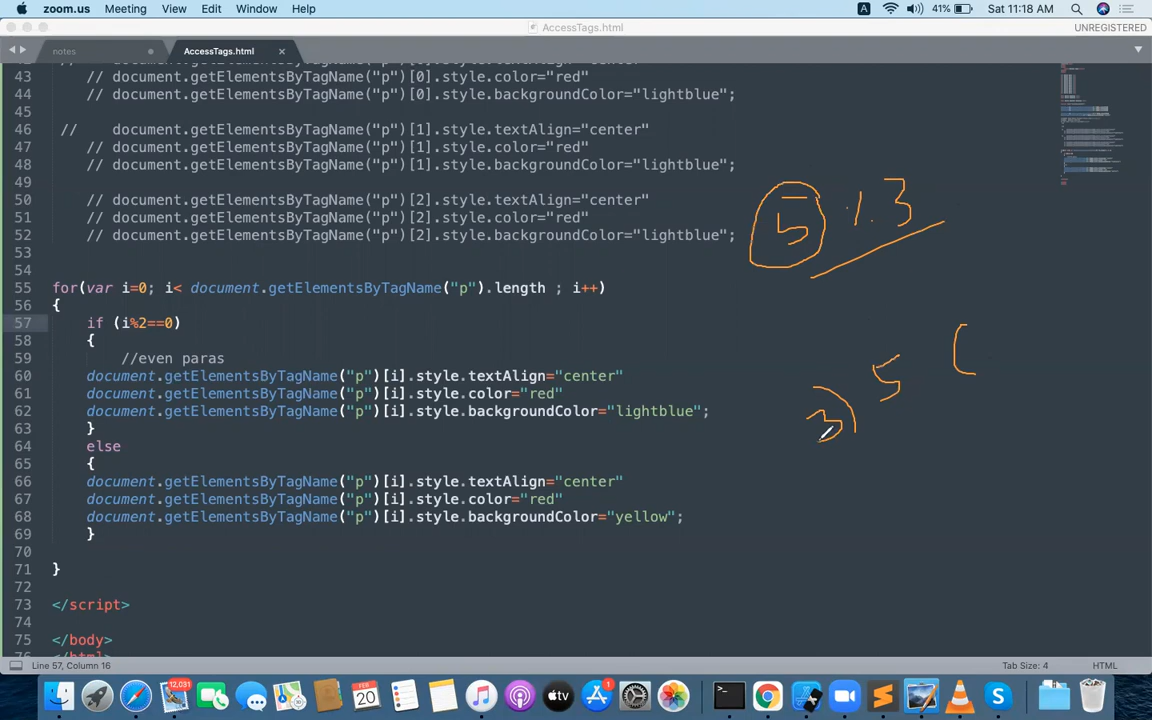 zoom.us Meeting View Edit Window Help A 41% Sat 11:18 AM
AccessTags.html UNREGISTERED
notes AccessTags.html ×
43 // document.getElementsByTagName("p")[0].style.color="red"
44 // document.getElementsByTagName("p")[0].style.backgroundColor="lightblue";
45
46 // document.getElementsByTagName("p")[1].style.textAlign="center"
47 // document.getElementsByTagName("p")[1].style.color="red"
48 // document.getElementsByTagName("p")[1].style.backgroundColor="lightblue";
49
50 // document.getElementsByTagName("p")[2].style.textAlign="center"
51 // document.getElementsByTagName("p")[2].style.color="red"
52 // document.getElementsByTagName("p")[2].style.backgroundColor="lightblue";
53
54
55 for(var i=0; i< document.getElementsByTagName("p").length ; i++)
56 {
57 if (i%2==0)
58 {
59 //even paras
60 document.getElementsByTagName("p")[i].style.textAlign="center"
61 document.getElementsByTagName("p")[i].style.color="red"
62 document.getElementsByTagName("p")[i].style.backgroundColor="lightblue";
63 }
64 else
65 {
66 document.getElementsByTagName("p")[i].style.textAlign="center"
67 document.getElementsByTagName("p")[i].style.color="red"
68 document.getElementsByTagName("p")[i].style.backgroundColor="yellow";
69 }
70
71 }
72
73 </script>
74
75 </body>
5 ·/. 3
3 ) 5 (
Line 57, Column 16 Tab Size: 4 HTML
12,031 FEB 20 1